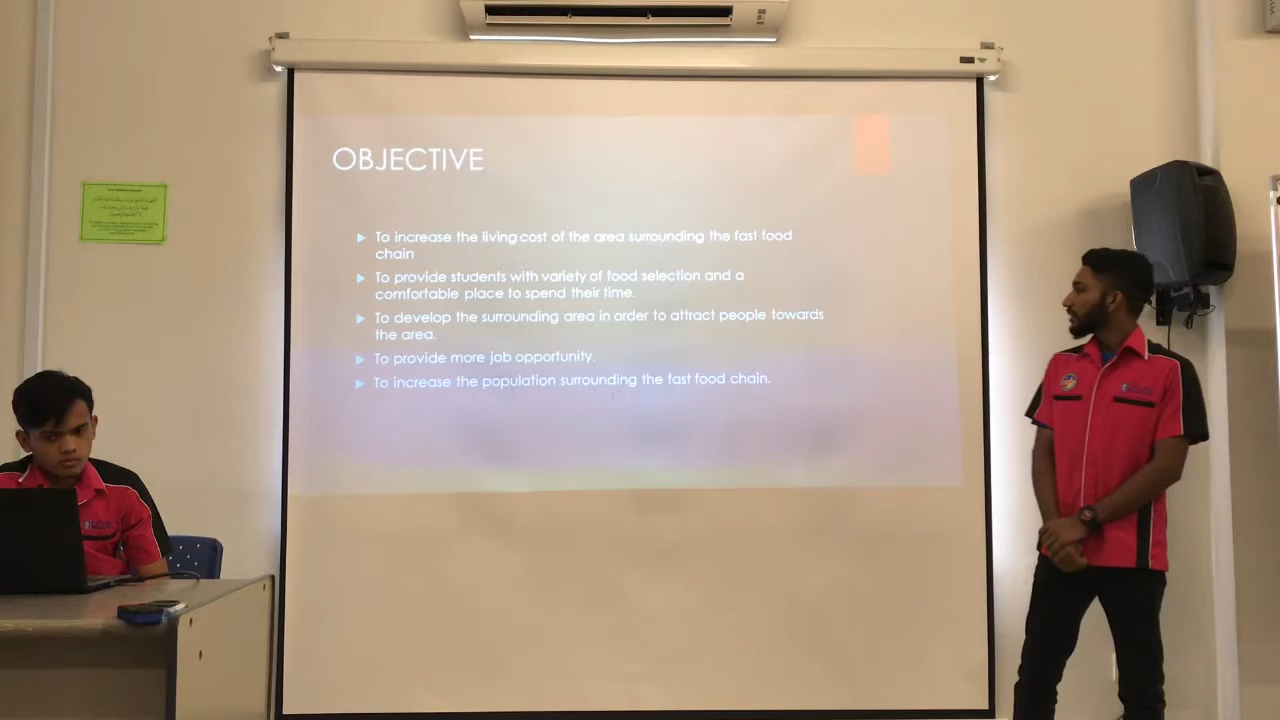 OBJECTIVE
To increase the living cost of the area surrounding the fast food
chain
To provide students with variety of food selection and a
comfortable place to spend their time.
To develop the surrounding area in order to attract people towards
the area.
To provide more job opportunity.
To increase the population surrounding the fast food chain.